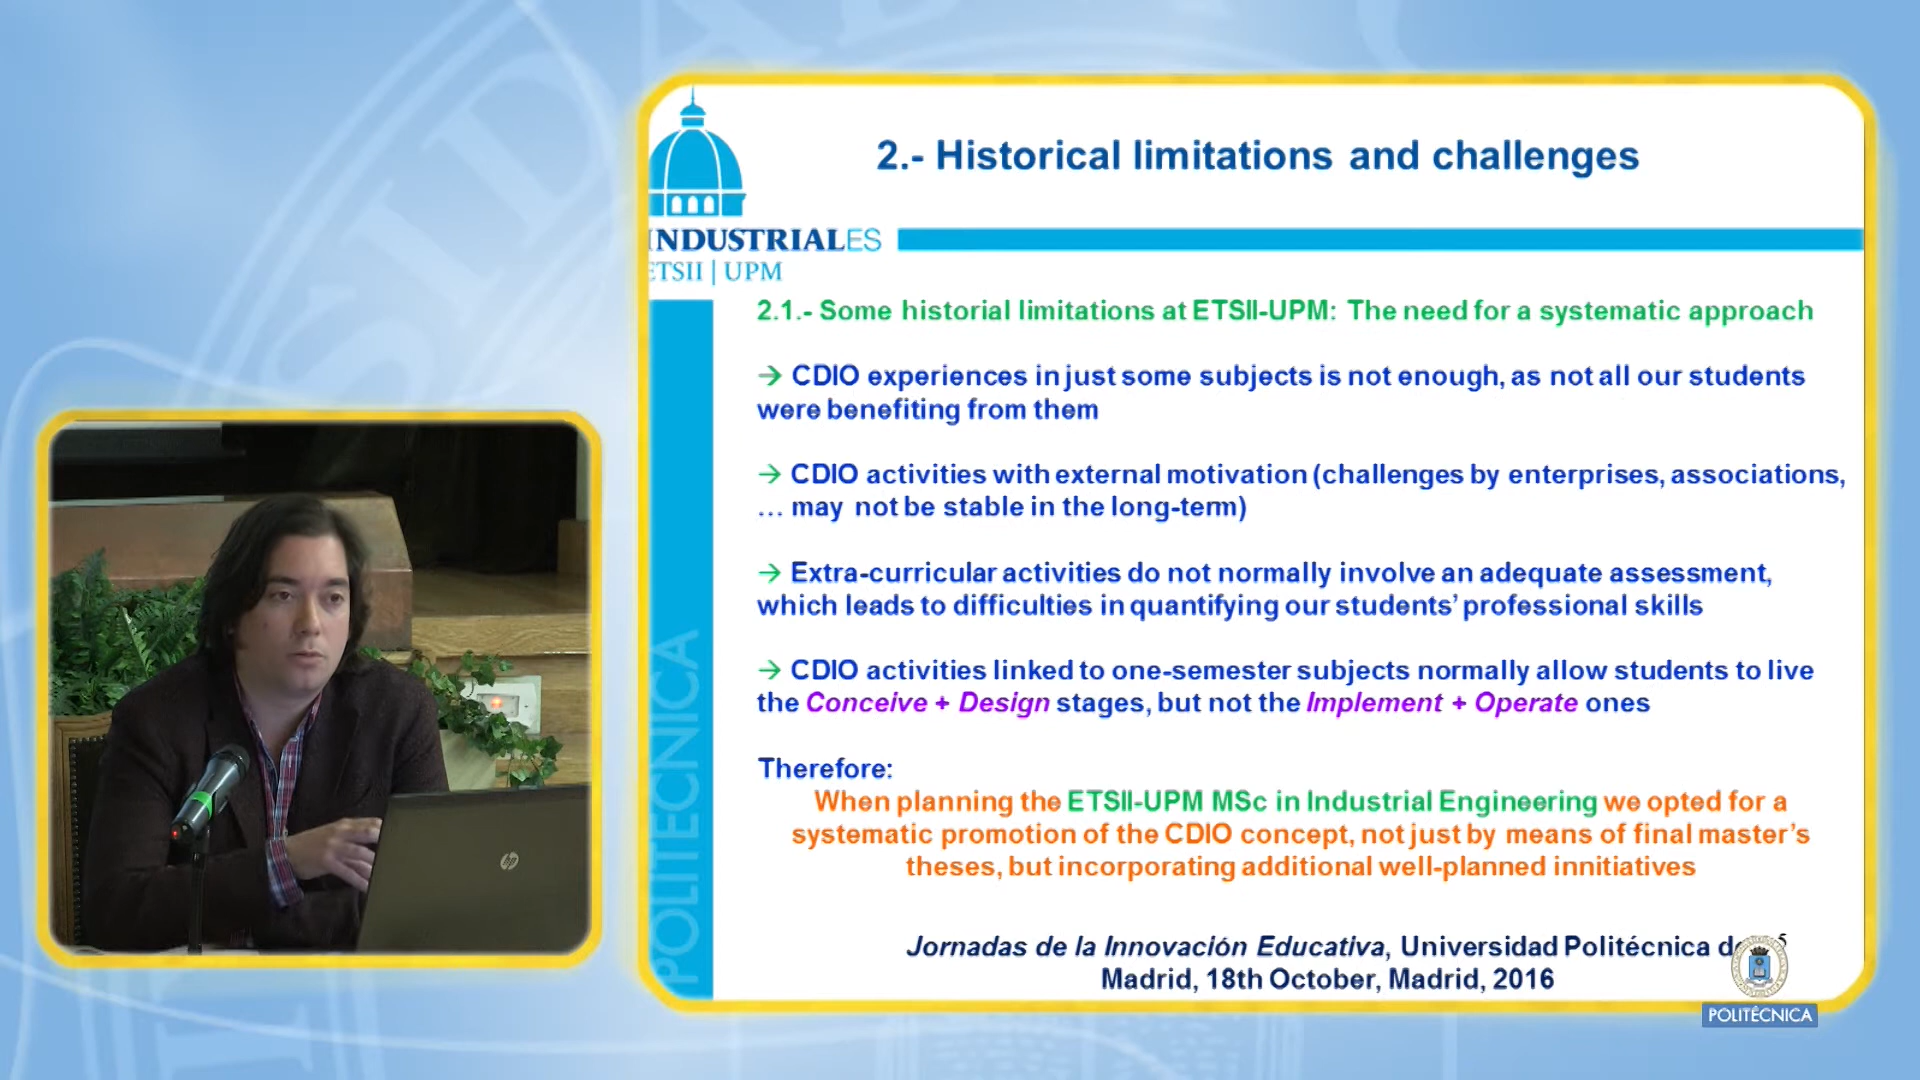 2.- Historical limitations and challenges
INDUSTRIALES
ETSII | UPM
2.1.- Some historial limitations at ETSII-UPM: The need for a systematic approach
→ CDIO experiences in just some subjects is not enough, as not all our students
were benefiting from them
→ CDIO activities with external motivation (challenges by enterprises, associations,
… may not be stable in the long-term)
→ Extra-curricular activities do not normally involve an adequate assessment,
which leads to difficulties in quantifying our students' professional skills
→ CDIO activities linked to one-semester subjects normally allow students to live
the Conceive + Design stages, but not the Implement + Operate ones
Therefore:
When planning the ETSII-UPM MSc in Industrial Engineering we opted for a
systematic promotion of the CDIO concept, not just by means of final master's
theses, but incorporating additional well-planned innitiatives
Jornadas de la Innovación Educativa, Universidad Politécnica de
Madrid, 18th October, Madrid, 2016
5
POLITÉCNICA
POLITÉCNICA
hp